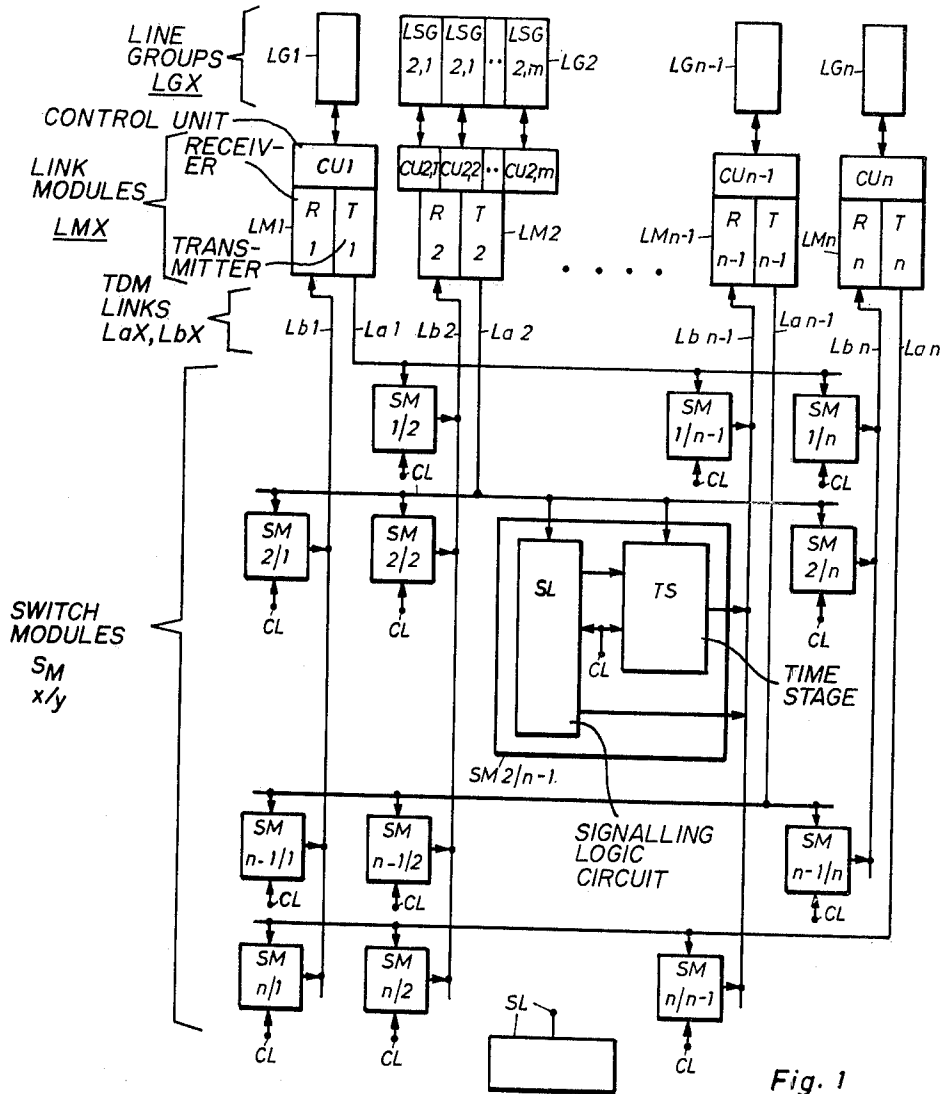 LINE
GROUPS
LGX
LG1
LSG
2,1
LSG
2,1
··
LSG
2,m
LG2
LGn-1
LGn
CONTROL UNIT
RECEIV-
ER
LINK
MODULES
LMX
CU1
CU2,1
CU2,2
··
CU2,m
CUn-1
CUn
LM1
R
1
T
1
R
2
T
2
LM2
LMn-1
R
n-1
T
n-1
LMn
R
n
T
n
TRANS-
MITTER
· · · ·
TDM
LINKS
LaX, LbX
Lb1
La1
Lb2
La2
Lb n-1
La n-1
Lb n
La n
SM
1/2
CL
SM
1/n-1
CL
SM
1/n
CL
SM
2/1
CL
SM
2/2
CL
SL
TS
CL
SM
2/n
CL
TIME
STAGE
SM 2/n-1
SWITCH
MODULES
SM
x/y
SIGNALLING
LOGIC
CIRCUIT
SM
n-1/1
CL
SM
n-1/2
CL
SM
n-1/n
CL
SM
n/1
CL
SM
n/2
CL
SM
n/n-1
CL
SL
Fig. 1